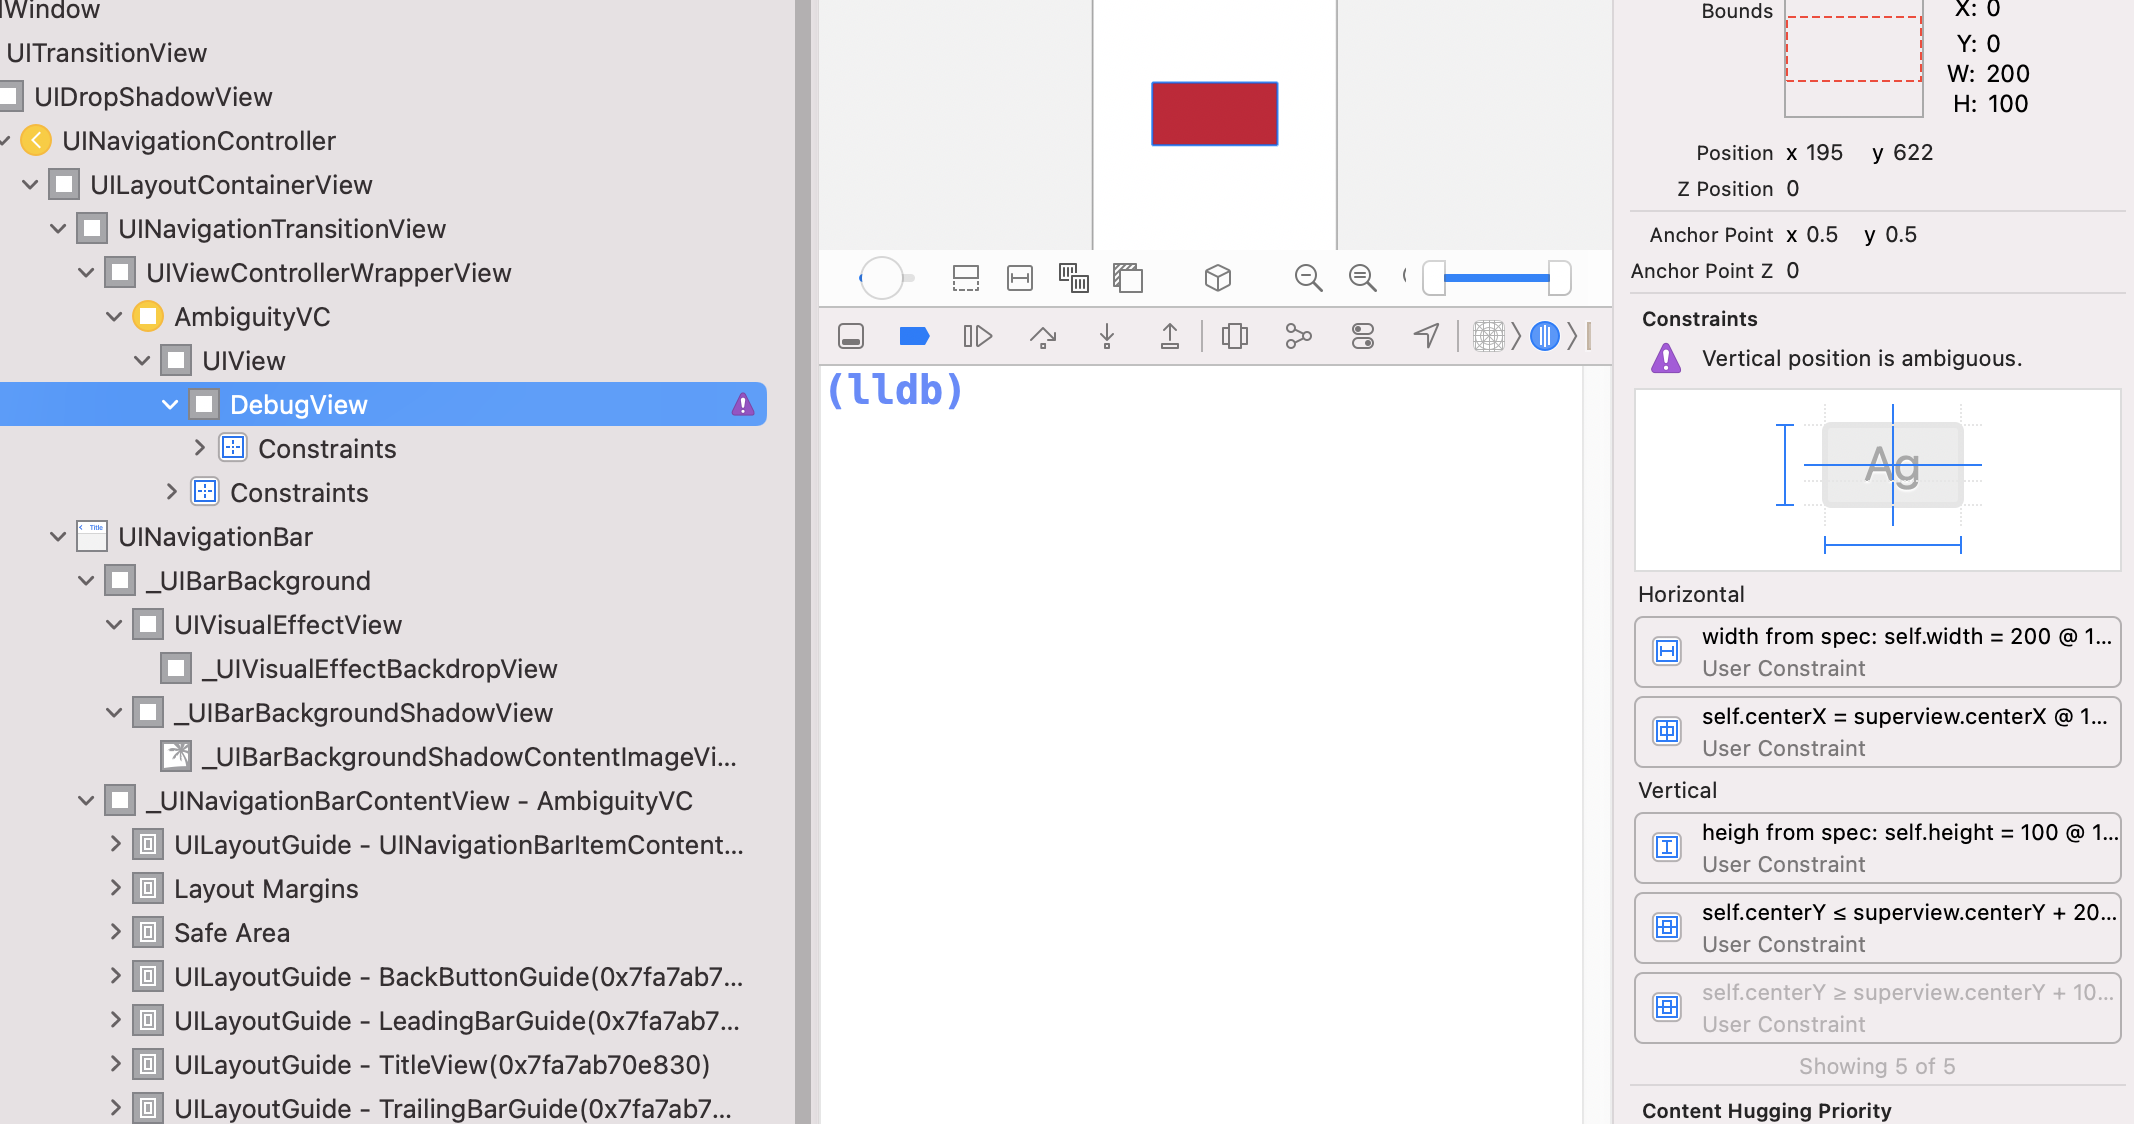 UITransitionView
UIDropShadowView
UINavigationController
UILayoutContainerView
UINavigationTransitionView
UIViewControllerWrapperView
AmbiguityVC
UIView
DebugView
Constraints
Constraints
UINavigationBar
Title
_UIBarBackground
UIVisualEffectView
_UIVisualEffectBackdropView
_UIBarBackgroundShadowView
_UIBarBackgroundShadowContentImageVi...
_UINavigationBarContentView - AmbiguityVC
UILayoutGuide - UINavigationBarItemContent...
Layout Margins
Safe Area
UILayoutGuide - BackButtonGuide(0x7fa7ab7...
UILayoutGuide - LeadingBarGuide(0x7fa7ab7...
UILayoutGuide - TitleView(0x7fa7ab70e830)
UILayoutGuide - TrailingBarGuide(0x7fa7ab7...
(lldb)
Bounds
X: 0
Y: 0
W: 200
H: 100
Position x 195 y 622
Z Position 0
Anchor Point x 0.5 y 0.5
Anchor Point Z 0
Constraints
Vertical position is ambiguous.
Ag
Horizontal
width from spec: self.width = 200 @ 1...
User Constraint
self.centerX = superview.centerX @ 1...
User Constraint
Vertical
heigh from spec: self.height = 100 @ 1...
User Constraint
self.centerY ≤ superview.centerY + 20...
User Constraint
self.centerY ≥ superview.centerY + 10...
User Constraint
Showing 5 of 5
Content Hugging Priority